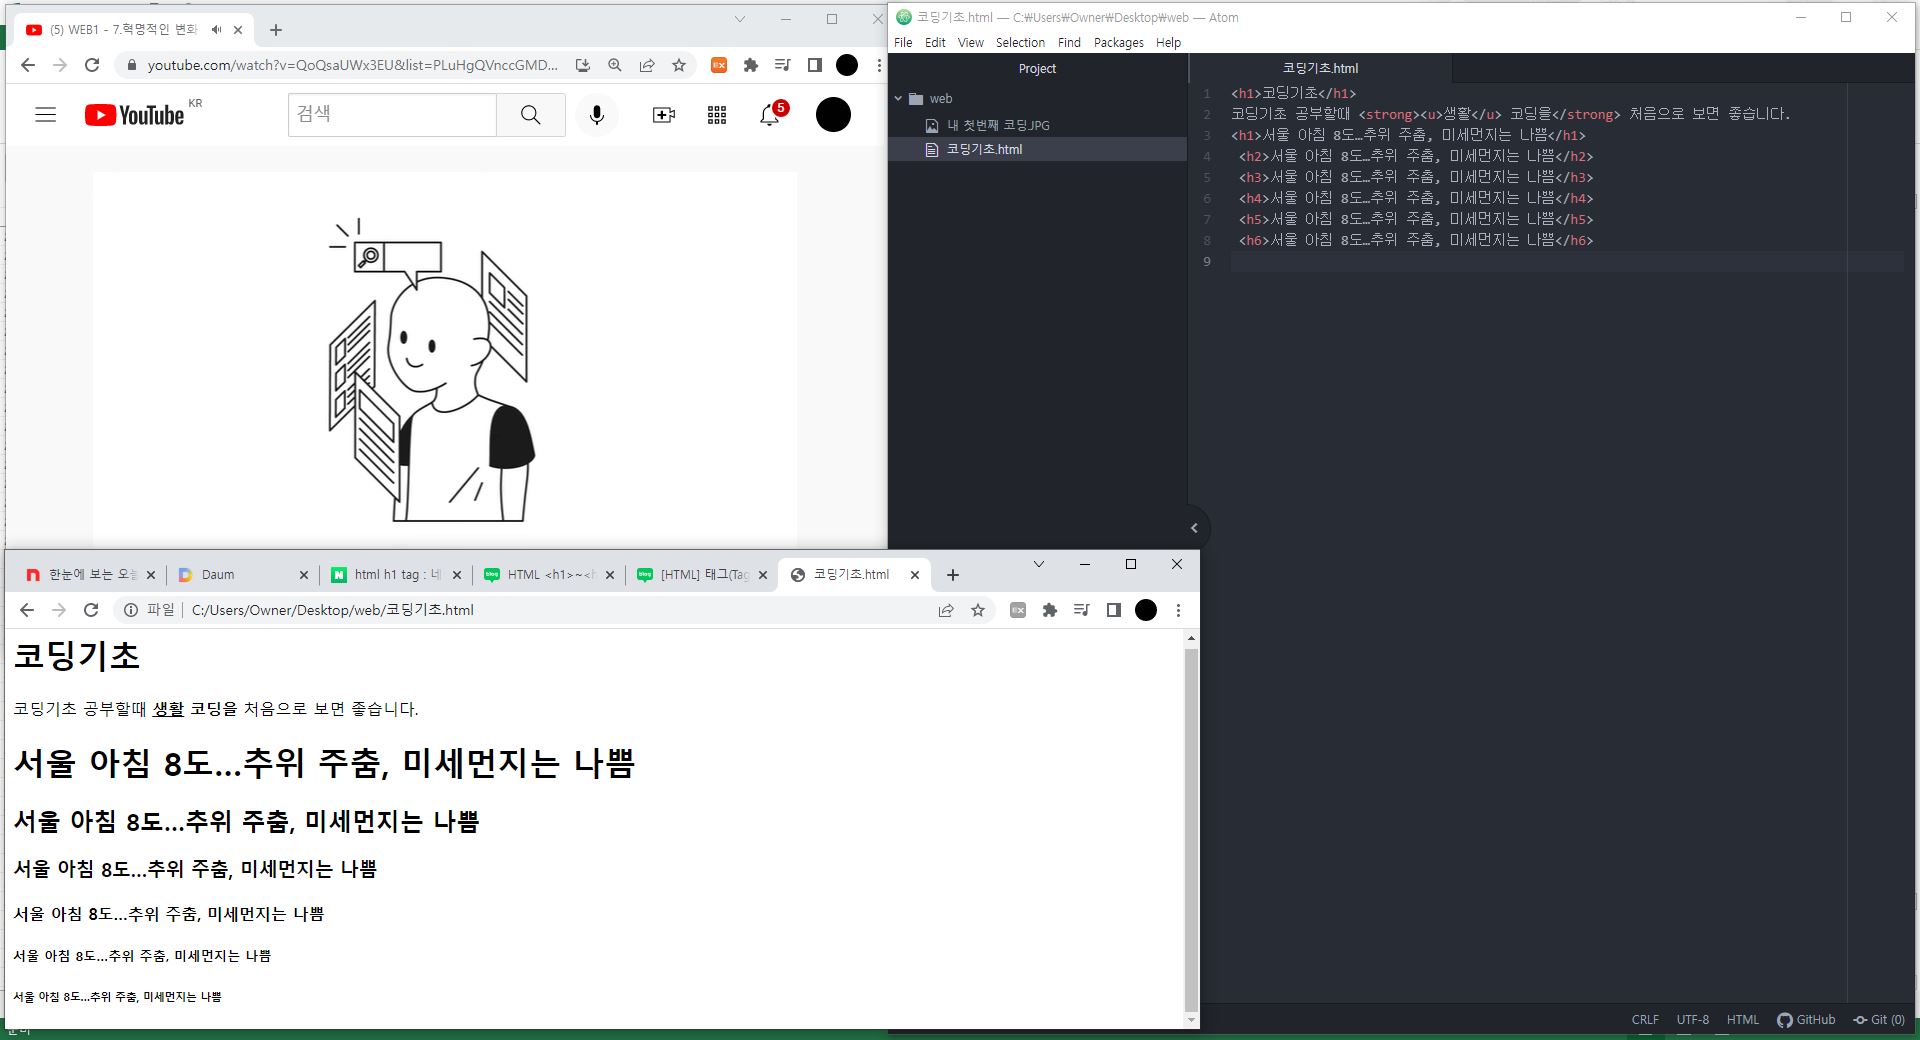 (5) WEB1 - 7.혁명적인 변화
youtube.com/watch?v=QoQsaUWx3EU&list=PLuHgQVnccGMD...
YouTube KR
검색
5
코딩기초.html — C:\Users\Owner\Desktop\web — Atom
File Edit View Selection Find Packages Help
Project
web
내 첫번째 코딩.JPG
코딩기초.html
코딩기초.html
1 <h1>코딩기초</h1>
2 코딩기초 공부할때 <strong><u>생활</u> 코딩을</strong> 처음으로 보면 좋습니다.
3 <h1>서울 아침 8도…추위 주춤, 미세먼지는 나쁨</h1>
4 <h2>서울 아침 8도…추위 주춤, 미세먼지는 나쁨</h2>
5 <h3>서울 아침 8도…추위 주춤, 미세먼지는 나쁨</h3>
6 <h4>서울 아침 8도…추위 주춤, 미세먼지는 나쁨</h4>
7 <h5>서울 아침 8도…추위 주춤, 미세먼지는 나쁨</h5>
8 <h6>서울 아침 8도…추위 주춤, 미세먼지는 나쁨</h6>
9
CRLF UTF-8 HTML GitHub Git (0)
한눈에 보는 오늘 Daum html h1 tag : 네 HTML <h1>~<h [HTML] 태그(Tag 코딩기초.html
파일 C:/Users/Owner/Desktop/web/코딩기초.html
코딩기초
코딩기초 공부할때 생활 코딩을 처음으로 보면 좋습니다.
서울 아침 8도…추위 주춤, 미세먼지는 나쁨
서울 아침 8도…추위 주춤, 미세먼지는 나쁨
서울 아침 8도…추위 주춤, 미세먼지는 나쁨
서울 아침 8도…추위 주춤, 미세먼지는 나쁨
서울 아침 8도…추위 주춤, 미세먼지는 나쁨
서울 아침 8도…추위 주춤, 미세먼지는 나쁨